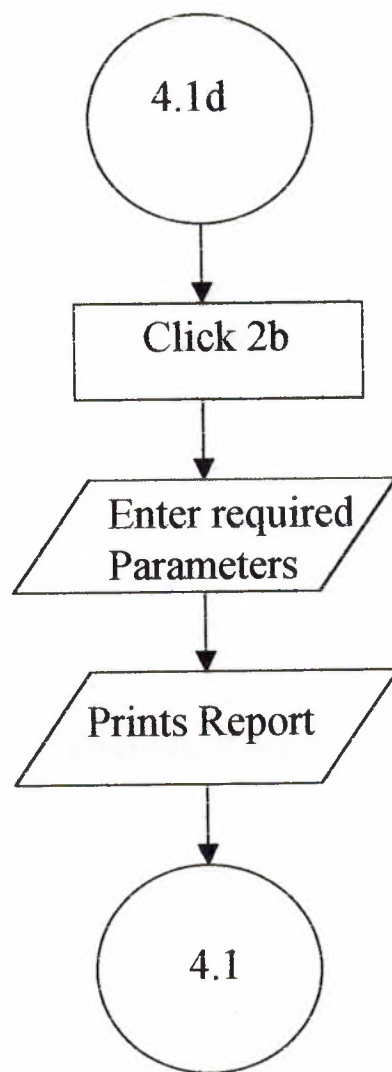 4.1d
Click 2b
Enter required
Parameters
Prints Report
4.1